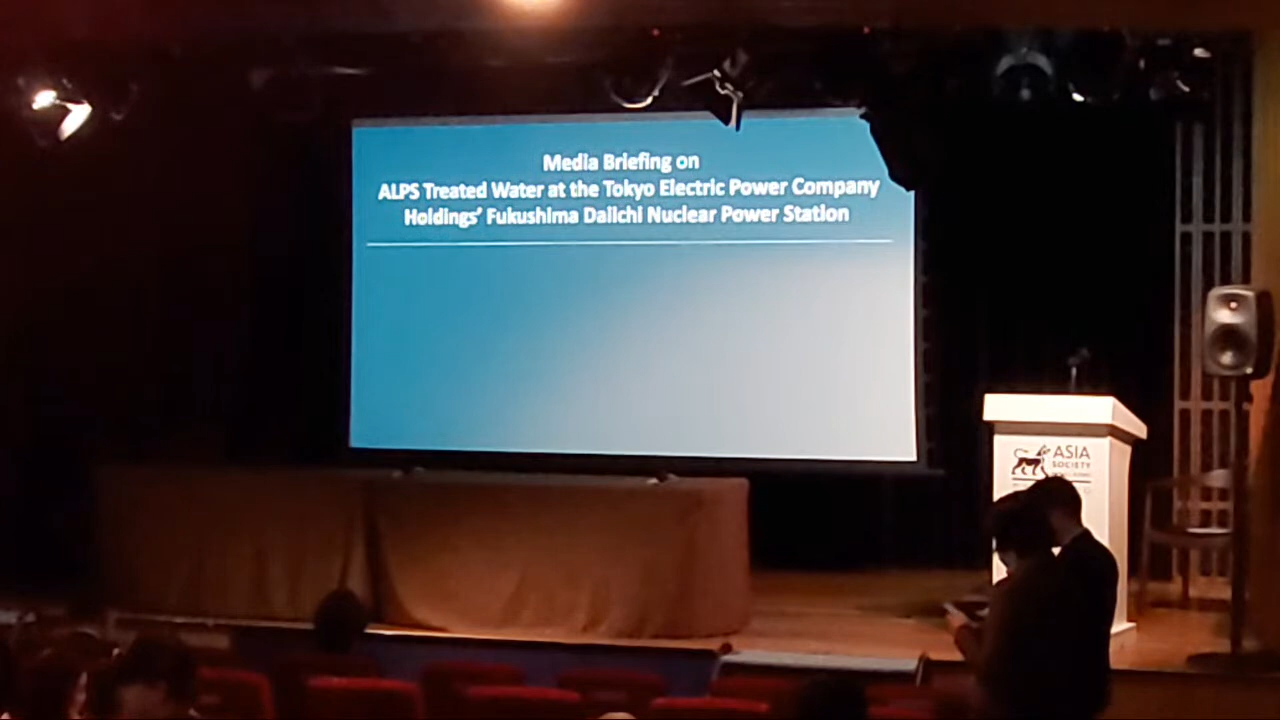 Media Briefing on
ALPS Treated Water at the Tokyo Electric Power Company
Holdings' Fukushima Daiichi Nuclear Power Station
ASIA
SOCIETY